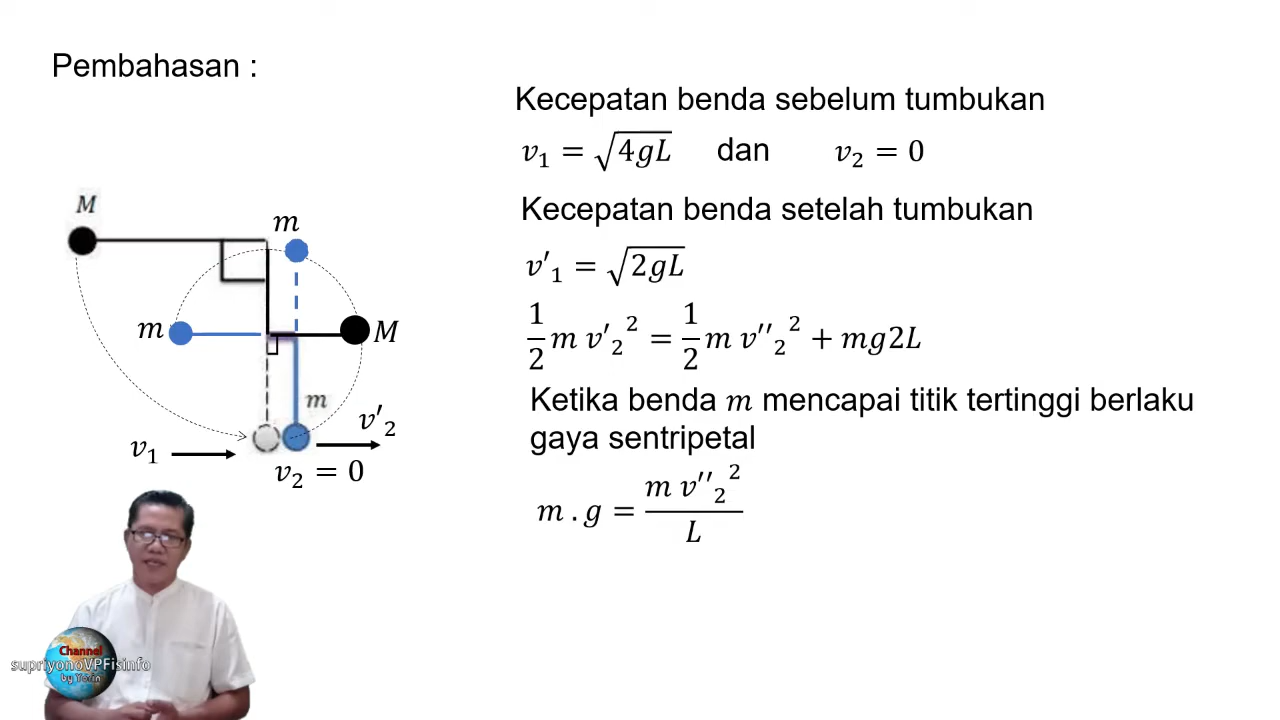 Pembahasan :
Kecepatan benda sebelum tumbukan
v₁ = √4gL dan v₂ = 0
Kecepatan benda setelah tumbukan
v'₁ = √2gL
1/2 m v'₂² = 1/2 m v''₂² + mg2L
Ketika benda m mencapai titik tertinggi berlaku
gaya sentripetal
m . g = m v''₂² / L
M
m
m
M
m
v'₂
v₁
v₂ = 0
Channel
supriyonoVPFisInfo
by Yusin